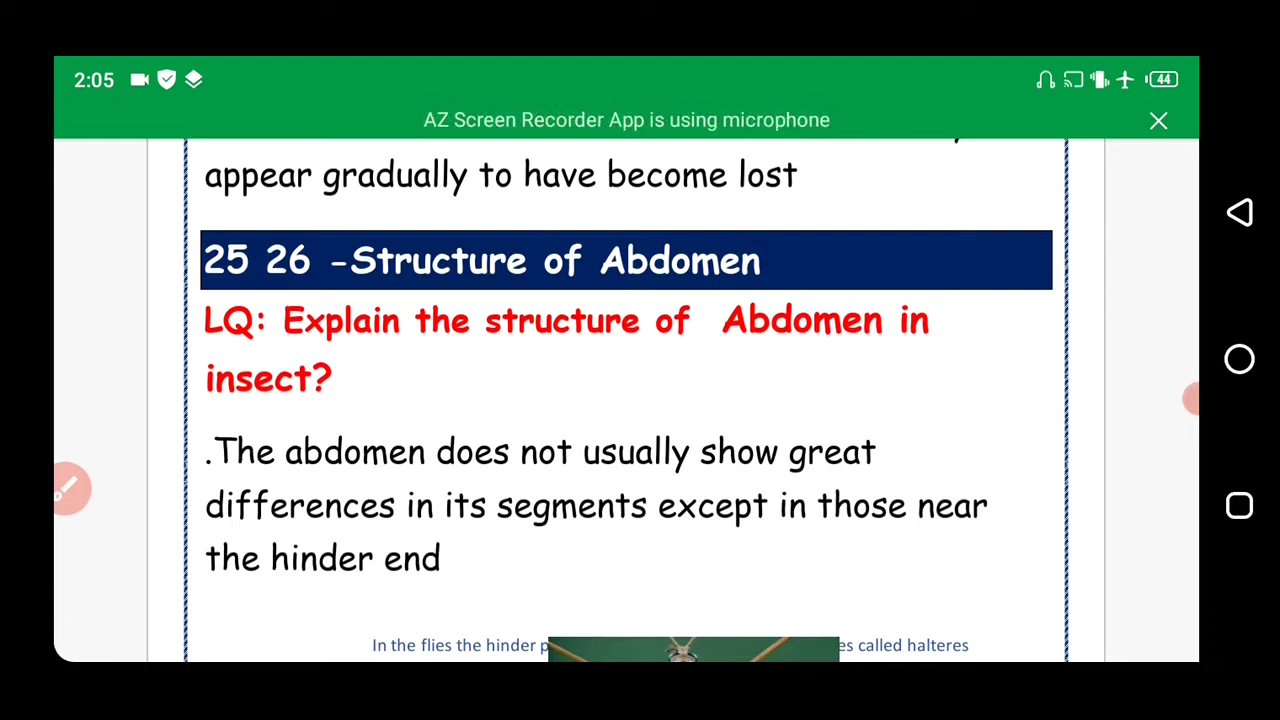 2:05
44
AZ Screen Recorder App is using microphone
appear gradually to have become lost
25 26 -Structure of Abdomen
LQ: Explain the structure of Abdomen in
insect?
.The abdomen does not usually show great
differences in its segments except in those near
the hinder end
In the flies the hinder called halteres